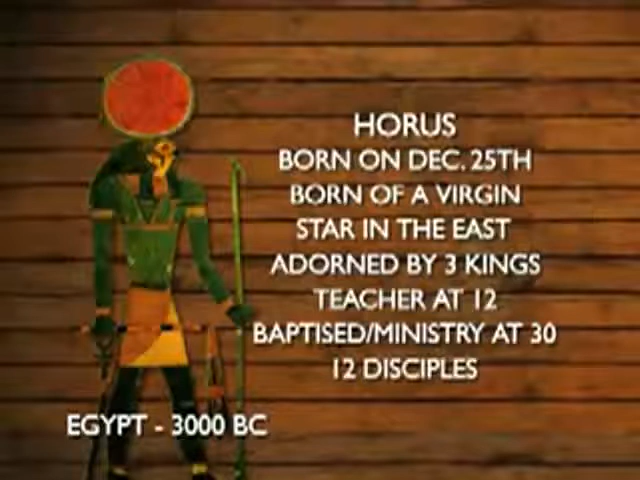 HORUS
BORN ON DEC. 25TH
BORN OF A VIRGIN
STAR IN THE EAST
ADORNED BY 3 KINGS
TEACHER AT 12
BAPTISED/MINISTRY AT 30
12 DISCIPLES
EGYPT - 3000 BC